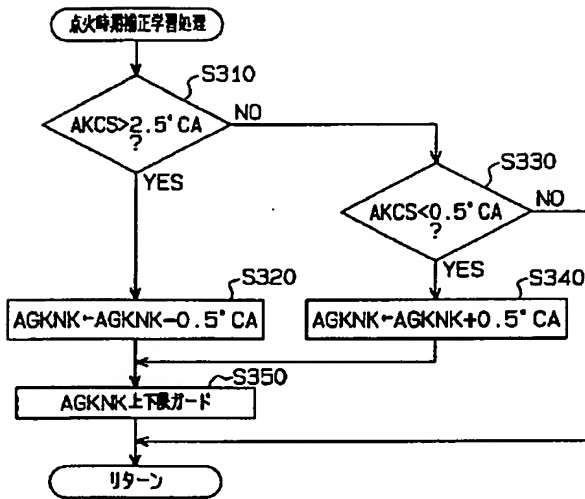 点火時期補正学習処理
S310
AKCS>2.5°CA
?
NO
YES
S330
AKCS<0.5°CA
?
NO
YES
S320
AGKNK←AGKNK-0.5°CA
S340
AGKNK←AGKNK+0.5°CA
S350
AGKNK上下限ガード
リターン